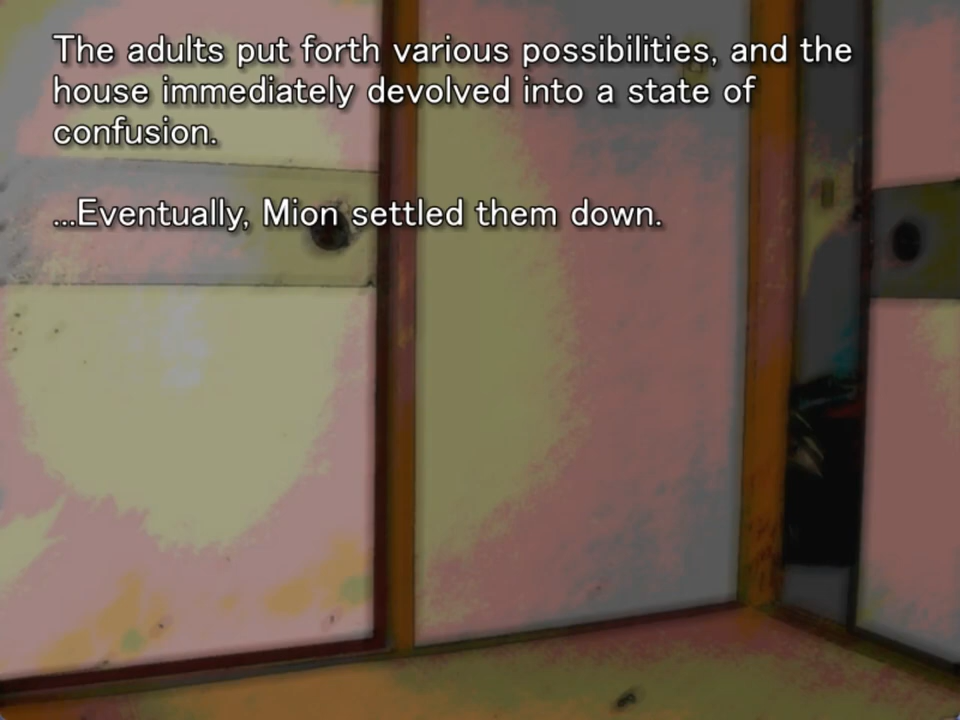 The adults put forth various possibilities, and the
house immediately devolved into a state of
confusion.
...Eventually, Mion settled them down.